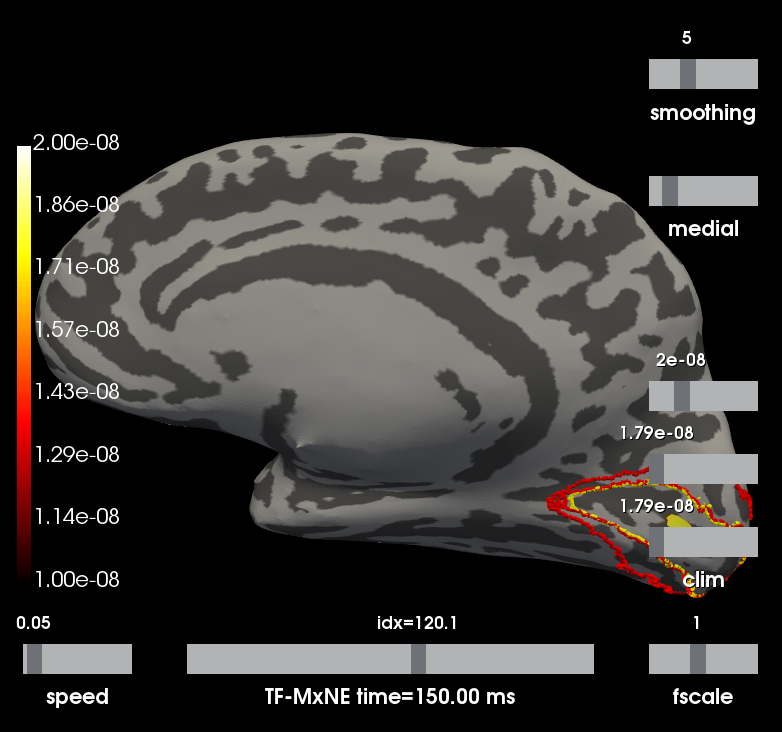 5
smoothing
2.00e-08
1.86e-08
medial
1.71e-08
1.57e-08
2e-08
1.43e-08
1.79e-08
1.29e-08
1.79e-08
1.14e-08
1.00e-08
clim
0.05
idx=120.1
1
speed
TF-MxNE time=150.00 ms
fscale